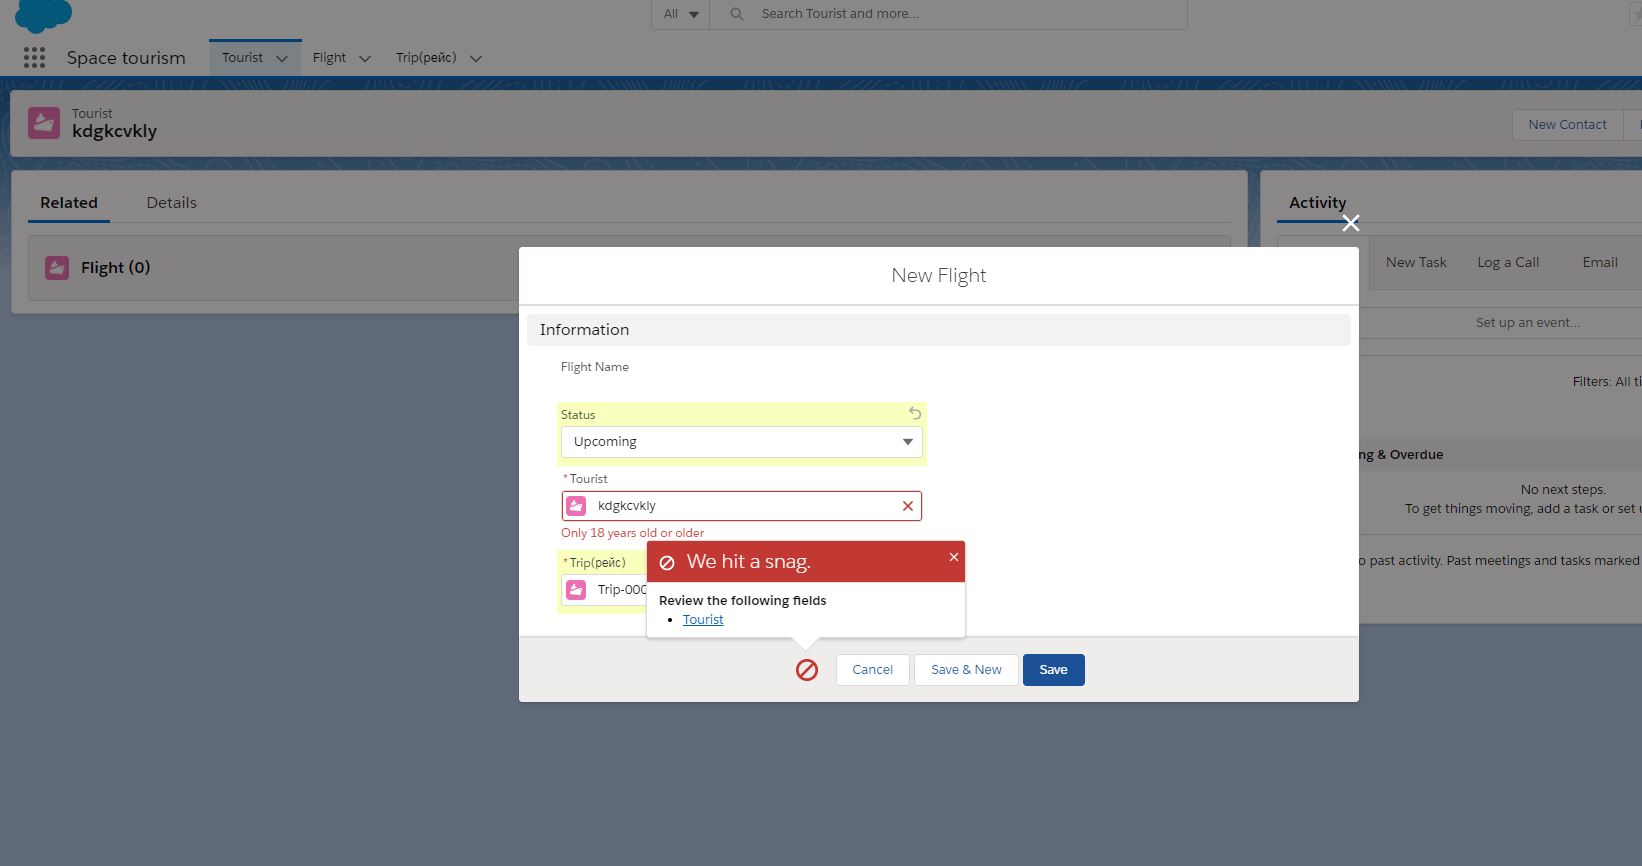 All
Search Tourist and more...
Space tourism
Tourist
Flight
Trip(рейс)
Tourist
kdgkcvkly
New Contact
Related
Details
Flight (0)
Activity
New Task
Log a Call
Email
Set up an event...
Filters: All ti
ng & Overdue
No next steps.
To get things moving, add a task or set
o past activity. Past meetings and tasks marked
New Flight
Information
Flight Name
Status
Upcoming
*Tourist
kdgkcvkly
Only 18 years old or older
*Trip(рейс)
Trip-000
We hit a snag.
Review the following fields
• Tourist
Cancel
Save & New
Save